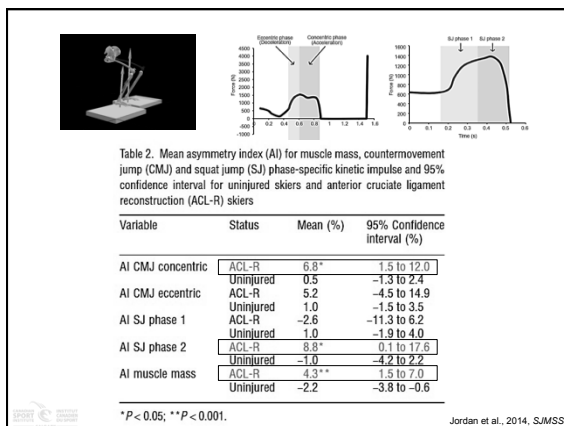 Eccentric phase
(Deceleration)
Concentric phase
(Acceleration)
SJ phase 1
SJ phase 2
Force (N)
4500
4000
3500
3000
2500
2000
1500
1000
500
0
-500
-1000
0.2
0.4
0.6
0.8
1.0
1.2
1.4
1.6
Force (N)
1600
1400
1200
1000
800
600
400
200
0
0
0.1
0.2
0.3
0.4
0.5
0.6
Time (s)
Table 2. Mean asymmetry index (AI) for muscle mass, countermovement
jump (CMJ) and squat jump (SJ) phase-specific kinetic impulse and 95%
confidence interval for uninjured skiers and anterior cruciate ligament
reconstruction (ACL-R) skiers
Variable Status Mean (%) 95% Confidence
interval (%)
AI CMJ concentric ACL-R 6.8* 1.5 to 12.0
Uninjured 0.5 −1.3 to 2.4
AI CMJ eccentric ACL-R 5.2 −4.5 to 14.9
Uninjured 1.0 −1.5 to 3.5
AI SJ phase 1 ACL-R −2.6 −11.3 to 6.2
Uninjured 1.0 −1.9 to 4.0
AI SJ phase 2 ACL-R 8.8* 0.1 to 17.6
Uninjured −1.0 −4.2 to 2.2
AI muscle mass ACL-R 4.3** 1.5 to 7.0
Uninjured −2.2 −3.8 to −0.6
*P < 0.05; **P < 0.001.
Jordan et al., 2014, SJMSS